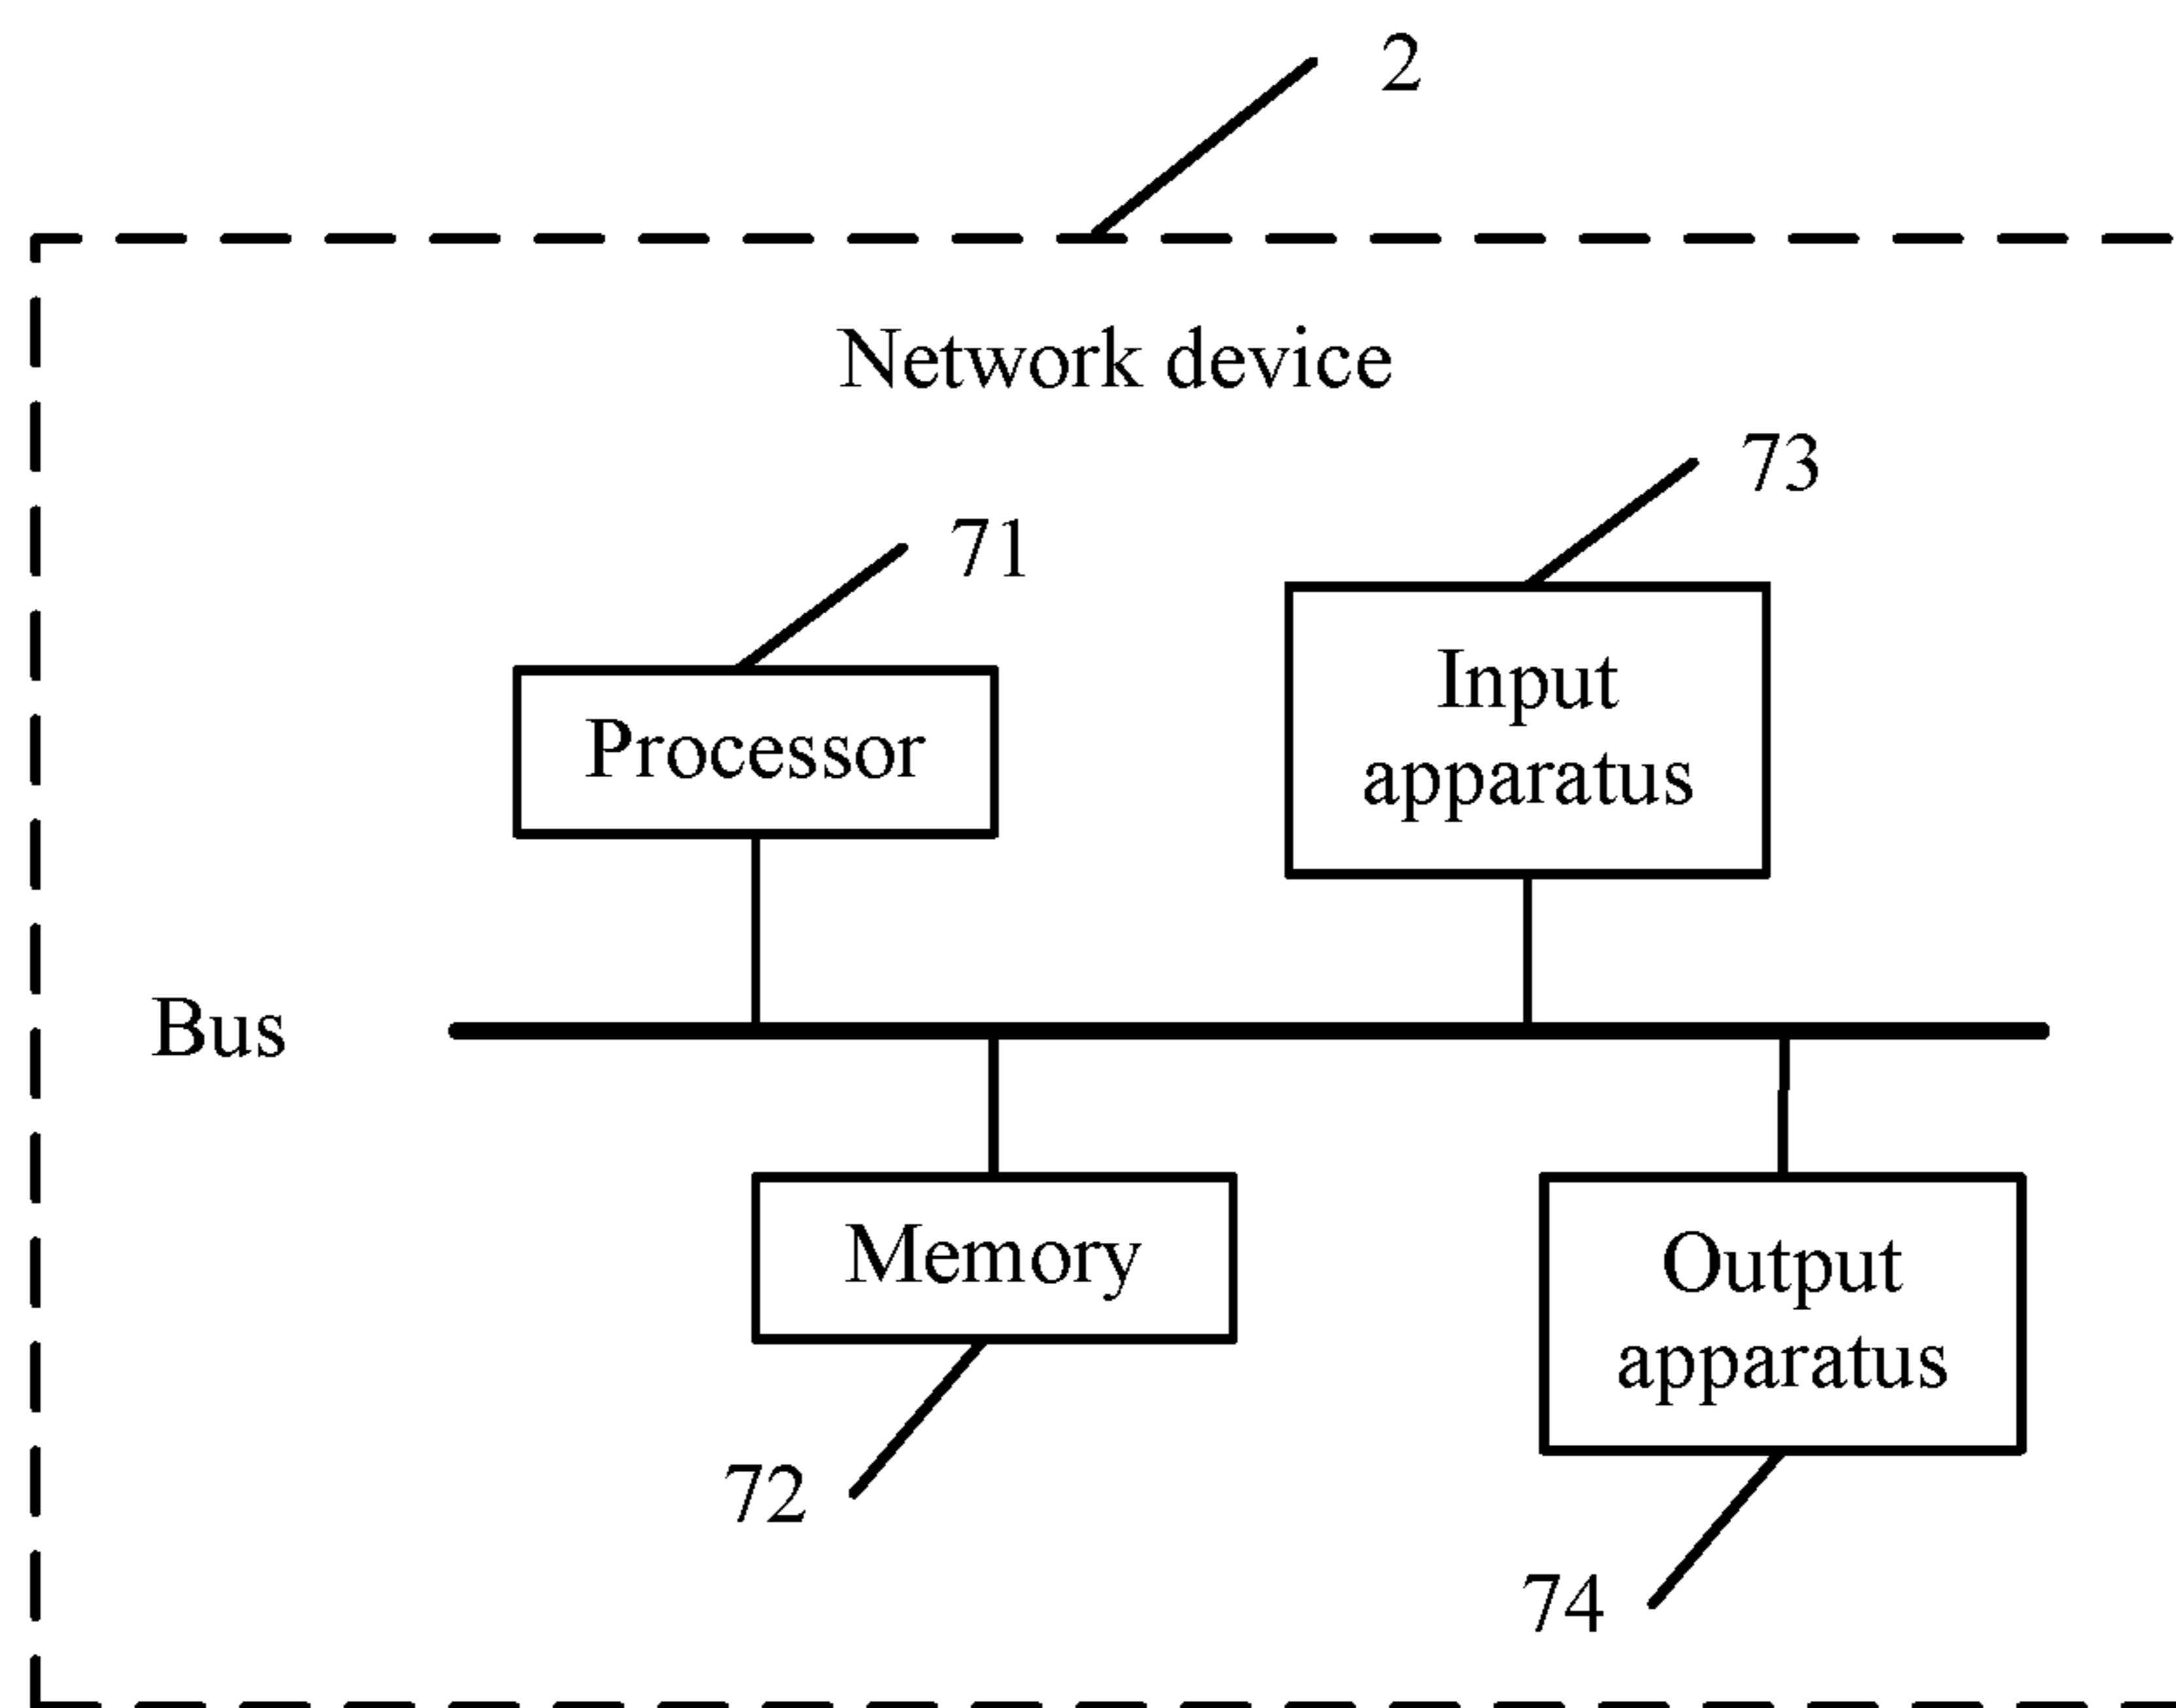 2
Network device
73
71
Input
apparatus
Processor
Bus
Memory
Output
apparatus
72
74